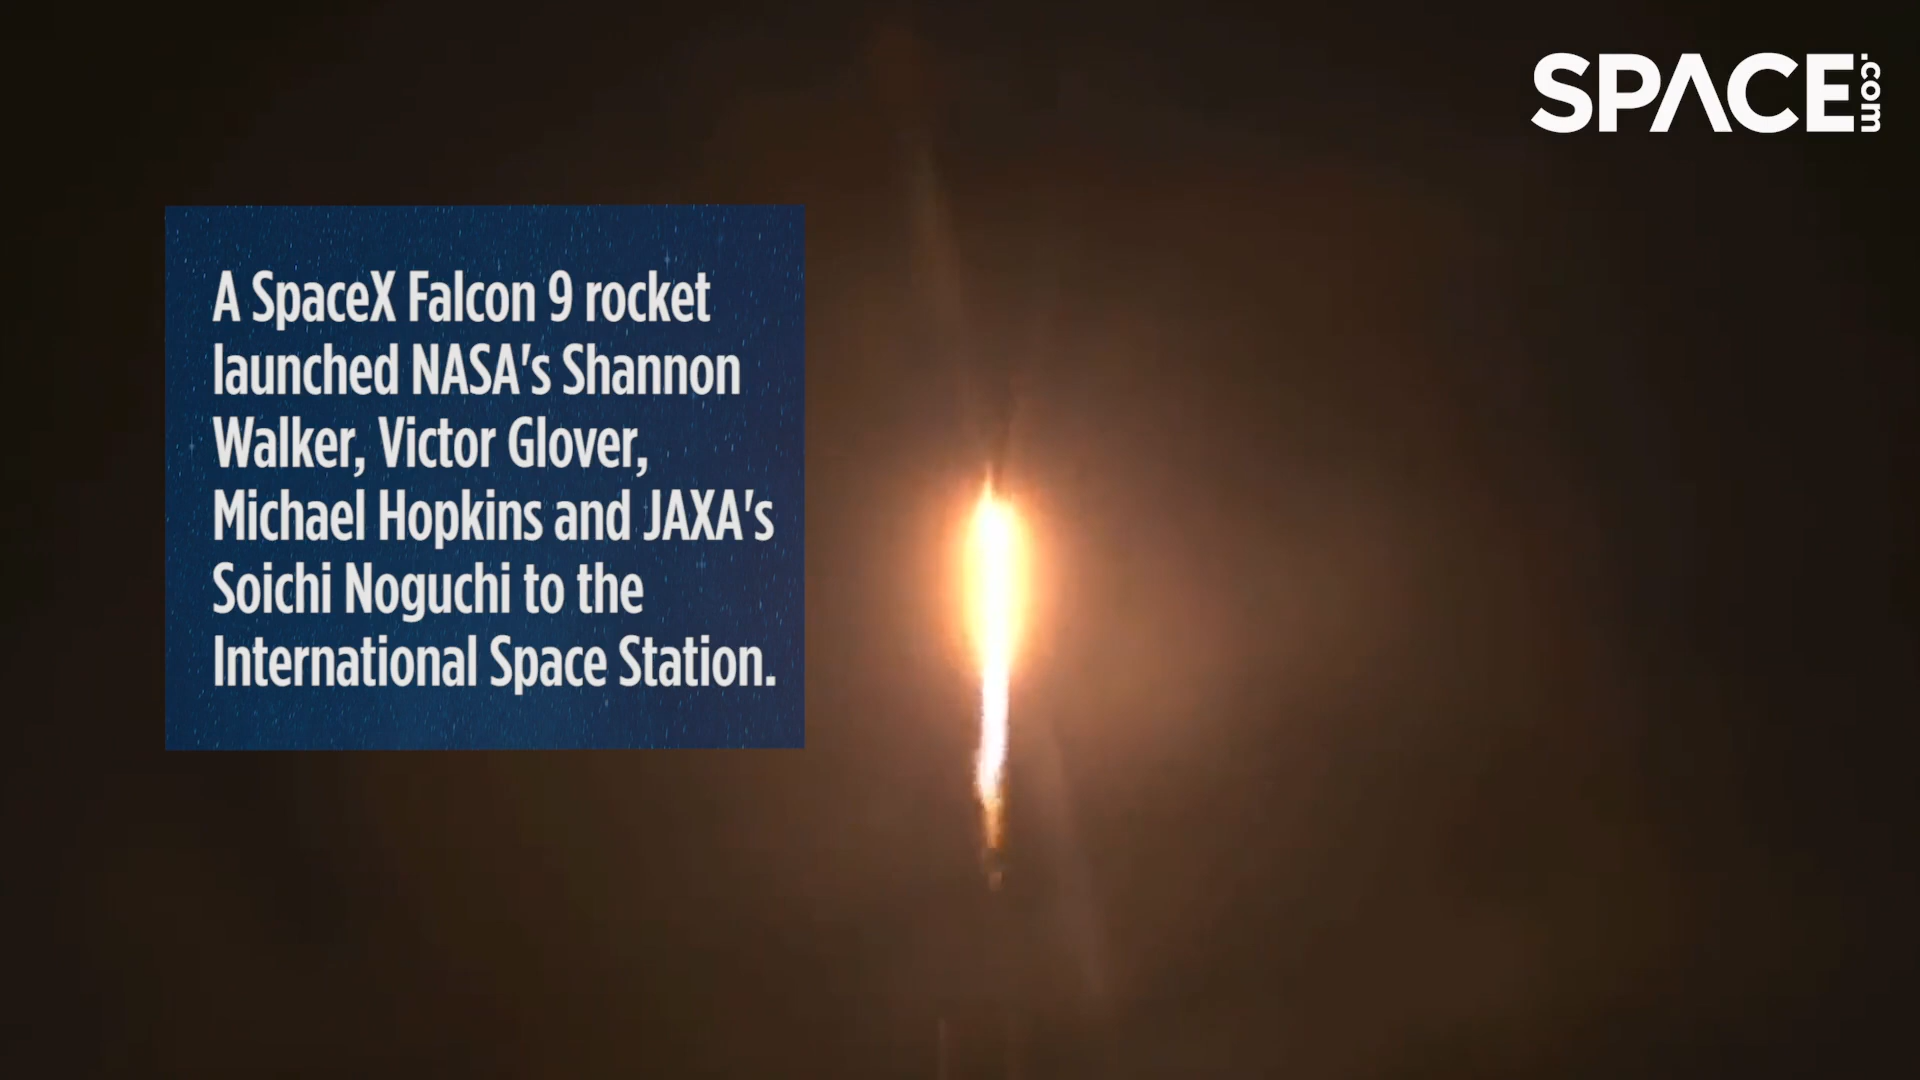 SPACE.com
A SpaceX Falcon 9 rocket
launched NASA's Shannon
Walker, Victor Glover,
Michael Hopkins and JAXA's
Soichi Noguchi to the
International Space Station.